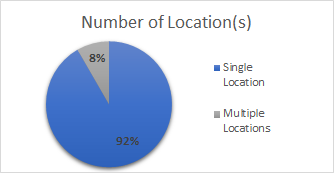 Number of Location(s)
8%
92%
Single
Location
Multiple
Locations